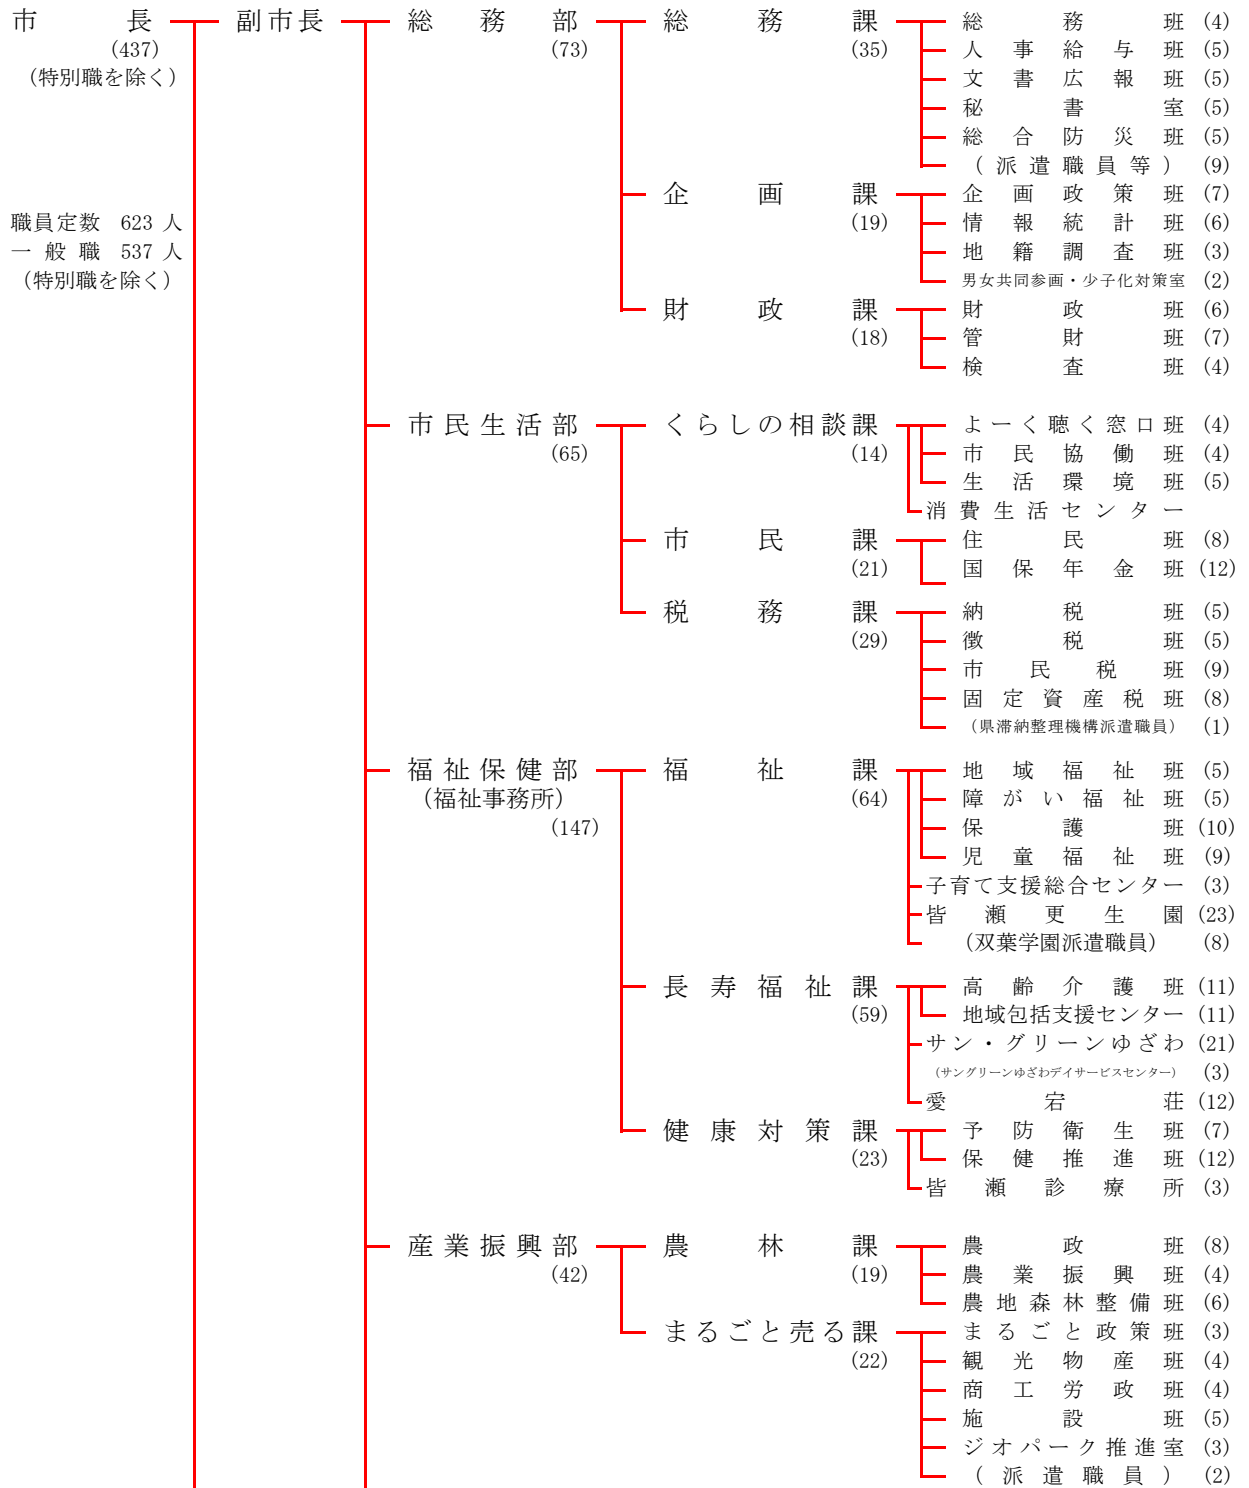 市長 副市長 総務部 総務課 総務班 (4)
(437) (73) (35) 人事給与班 (5)
(特別職を除く) 文書広報班 (5)
秘書室 (5)
総合防災班 (5)
(派遣職員等) (9)
企画課 企画政策班 (7)
職員定数 623 人 (19) 情報統計班 (6)
一般職 537 人 地籍調査班 (3)
(特別職を除く) 男女共同参画・少子化対策室 (2)
財政課 財政班 (6)
(18) 管財班 (7)
検査班 (4)
市民生活部 くらしの相談課 よーく聴く窓口班 (4)
(65) (14) 市民協働班 (4)
生活環境班 (5)
消費生活センター
市民課 住民班 (8)
(21) 国保年金班 (12)
税務課 納税班 (5)
(29) 徴税班 (5)
市民税班 (9)
固定資産税班 (8)
(県滞納整理機構派遣職員) (1)
福祉保健部 福祉課 地域福祉班 (5)
(福祉事務所) (64) 障がい福祉班 (5)
(147) 保護班 (10)
児童福祉班 (9)
子育て支援総合センター (3)
皆瀬更生園 (23)
(双葉学園派遣職員) (8)
長寿福祉課 高齢介護班 (11)
(59) 地域包括支援センター (11)
サン・グリーンゆざわ (21)
(サングリーンゆざわデイサービスセンター) (3)
愛宕荘 (12)
健康対策課 予防衛生班 (7)
(23) 保健推進班 (12)
皆瀬診療所 (3)
産業振興部 農林課 農政班 (8)
(42) (19) 農業振興班 (4)
農地森林整備班 (6)
まるごと売る課 まるごと政策班 (3)
(22) 観光物産班 (4)
商工労政班 (4)
施設班 (5)
ジオパーク推進室 (3)
(派遣職員) (2)